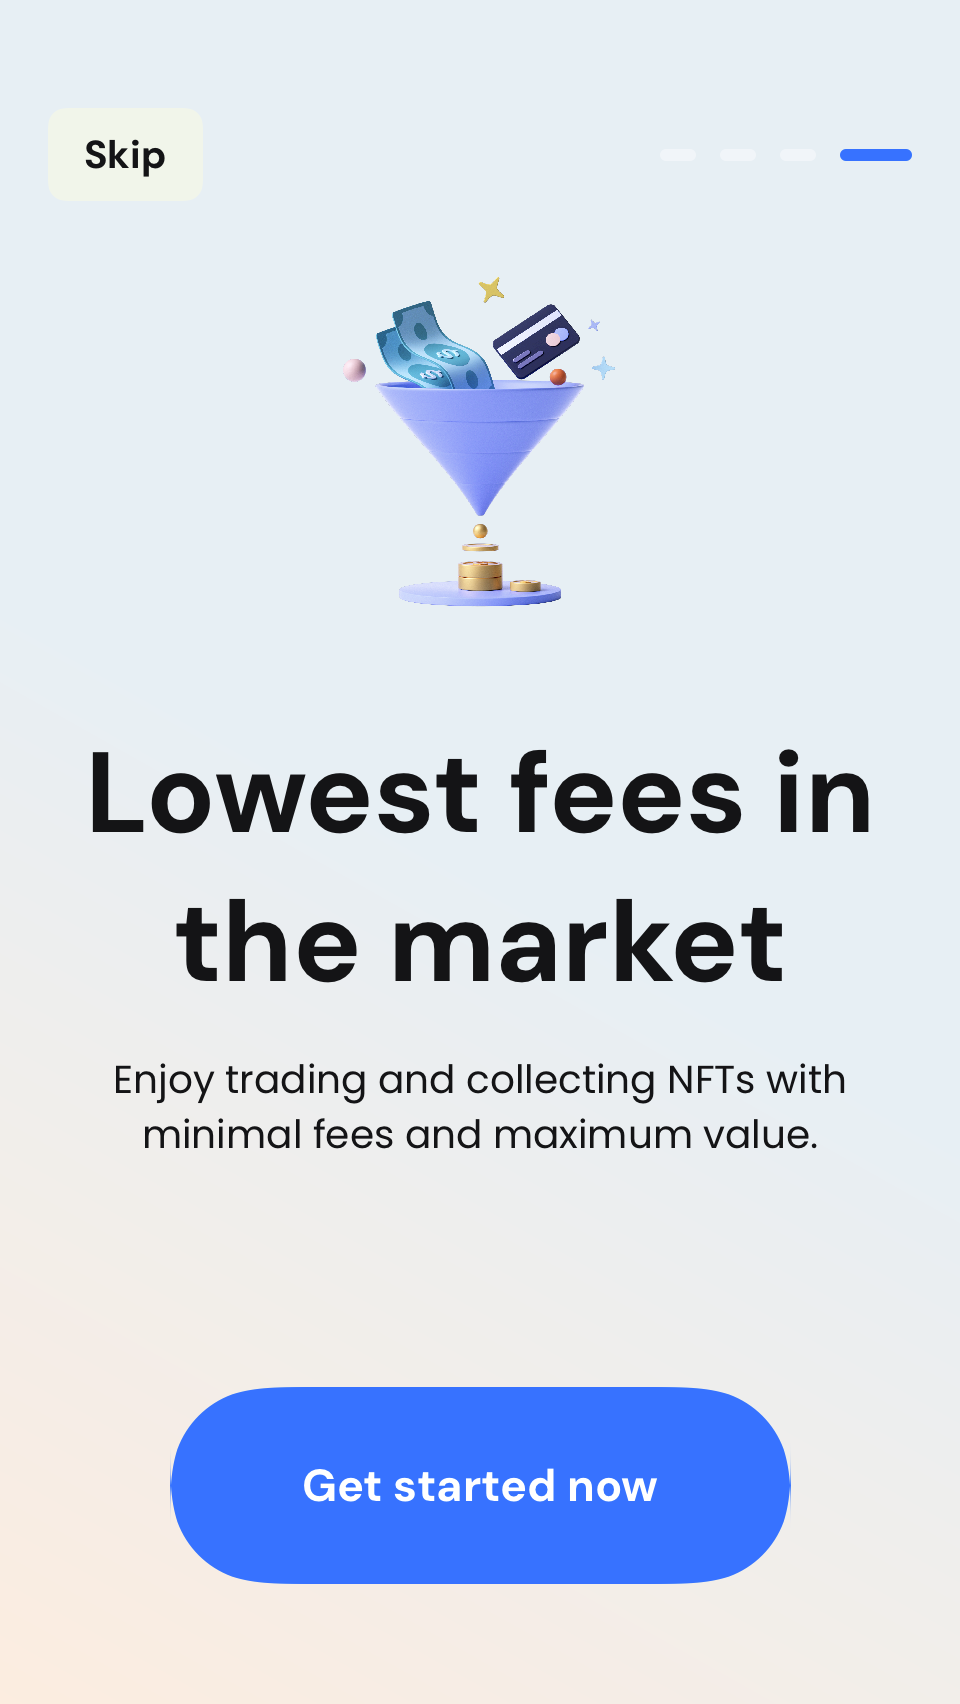 Skip
Lowest fees in
the market
Enjoy trading and collecting NFTs with
minimal fees and maximum value.
Get started now